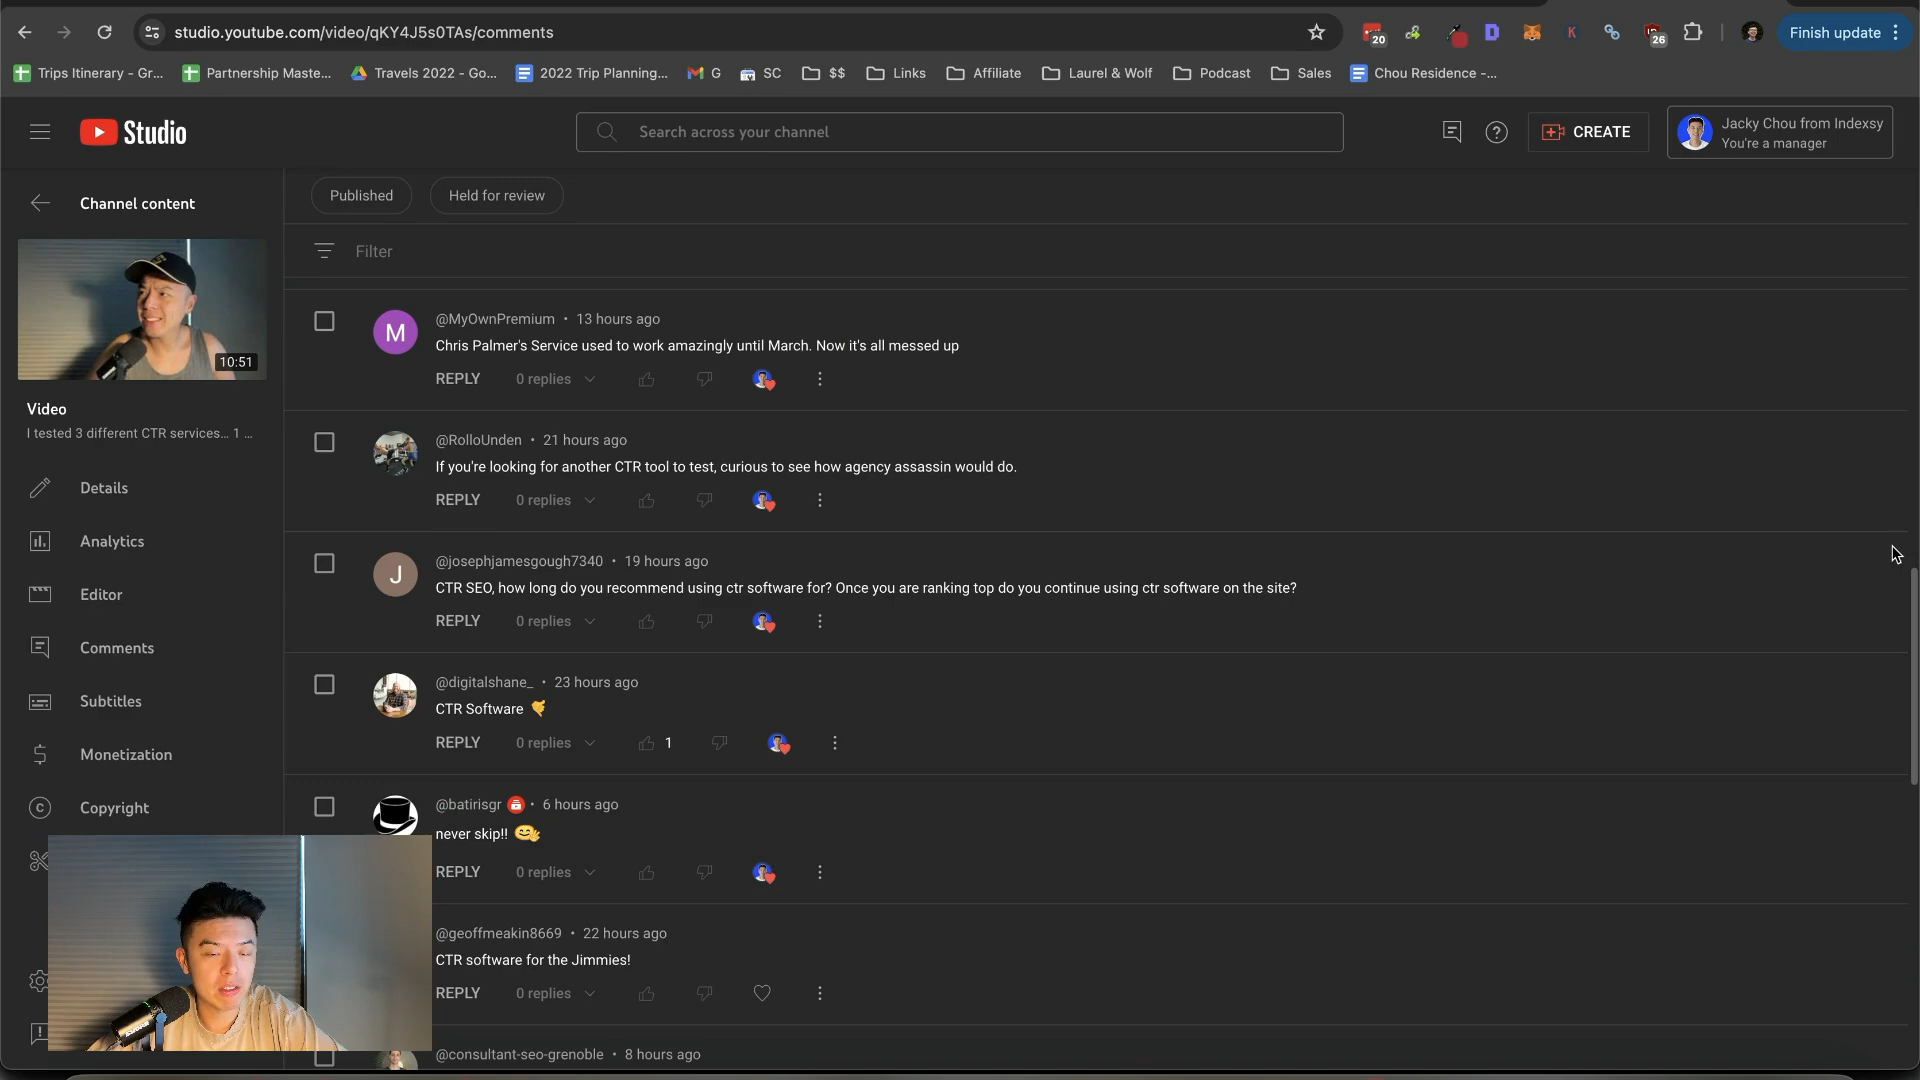 studio.youtube.com/video/qKY4J5s0TAs/comments
20
26
Finish update
Trips Itinerary - Gr...
Partnership Maste...
Travels 2022 - Go...
2022 Trip Planning...
G
SC
$$
Links
Affiliate
Laurel & Wolf
Podcast
Sales
Chou Residence -...
Studio
Search across your channel
CREATE
Jacky Chou from Indexsy
You're a manager
Channel content
10:51
Video
I tested 3 different CTR services… 1 …
Details
Analytics
Editor
Comments
Subtitles
Monetization
Copyright
Published
Held for review
Filter
M
@MyOwnPremium • 13 hours ago
Chris Palmer's Service used to work amazingly until March. Now it's all messed up
REPLY 0 replies
@RolloUnden • 21 hours ago
If you're looking for another CTR tool to test, curious to see how agency assassin would do.
REPLY 0 replies
J
@josephjamesgough7340 • 19 hours ago
CTR SEO, how long do you recommend using ctr software for? Once you are ranking top do you continue using ctr software on the site?
REPLY 0 replies
@digitalshane_ • 23 hours ago
CTR Software
REPLY 0 replies 1
@batirisgr • 6 hours ago
never skip!!
REPLY 0 replies
@geoffmeakin8669 • 22 hours ago
CTR software for the Jimmies!
REPLY 0 replies
@consultant-seo-grenoble • 8 hours ago